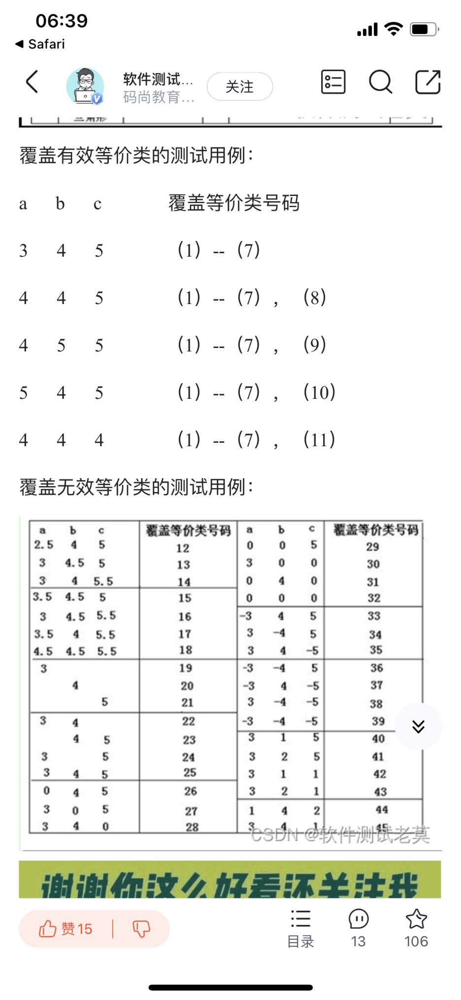 06:39
Safari
软件测试...
码尚教育...
关注
三角形
覆盖有效等价类的测试用例：
a b c 覆盖等价类号码
3 4 5 （1）--（7）
4 4 5 （1）--（7），（8）
4 5 5 （1）--（7），（9）
5 4 5 （1）--（7），（10）
4 4 4 （1）--（7），（11）
覆盖无效等价类的测试用例：
a b c 覆盖等价类号码
2.5 4 5 12
3 4.5 5 13
3 4 5.5 14
3.5 4.5 5 15
3 4.5 5.5 16
3.5 4 5.5 17
4.5 4.5 5.5 18
3 19
4 20
5 21
3 4 22
4 5 23
3 5 24
3 4 5 25
0 4 5 26
3 0 5 27
3 4 0 28
a b c 覆盖等价类号码
0 0 5 29
3 0 0 30
0 4 0 31
0 0 0 32
-3 4 5 33
3 -4 5 34
3 4 -5 35
-3 -4 5 36
-3 4 -5 37
3 -4 -5 38
-3 -4 -5 39
3 1 5 40
3 2 5 41
3 1 1 42
3 2 1 43
1 4 2 44
3 4 1 45
CSDN @软件测试老莫
谢谢你这么好看还关注我
赞 15
目录
13
106